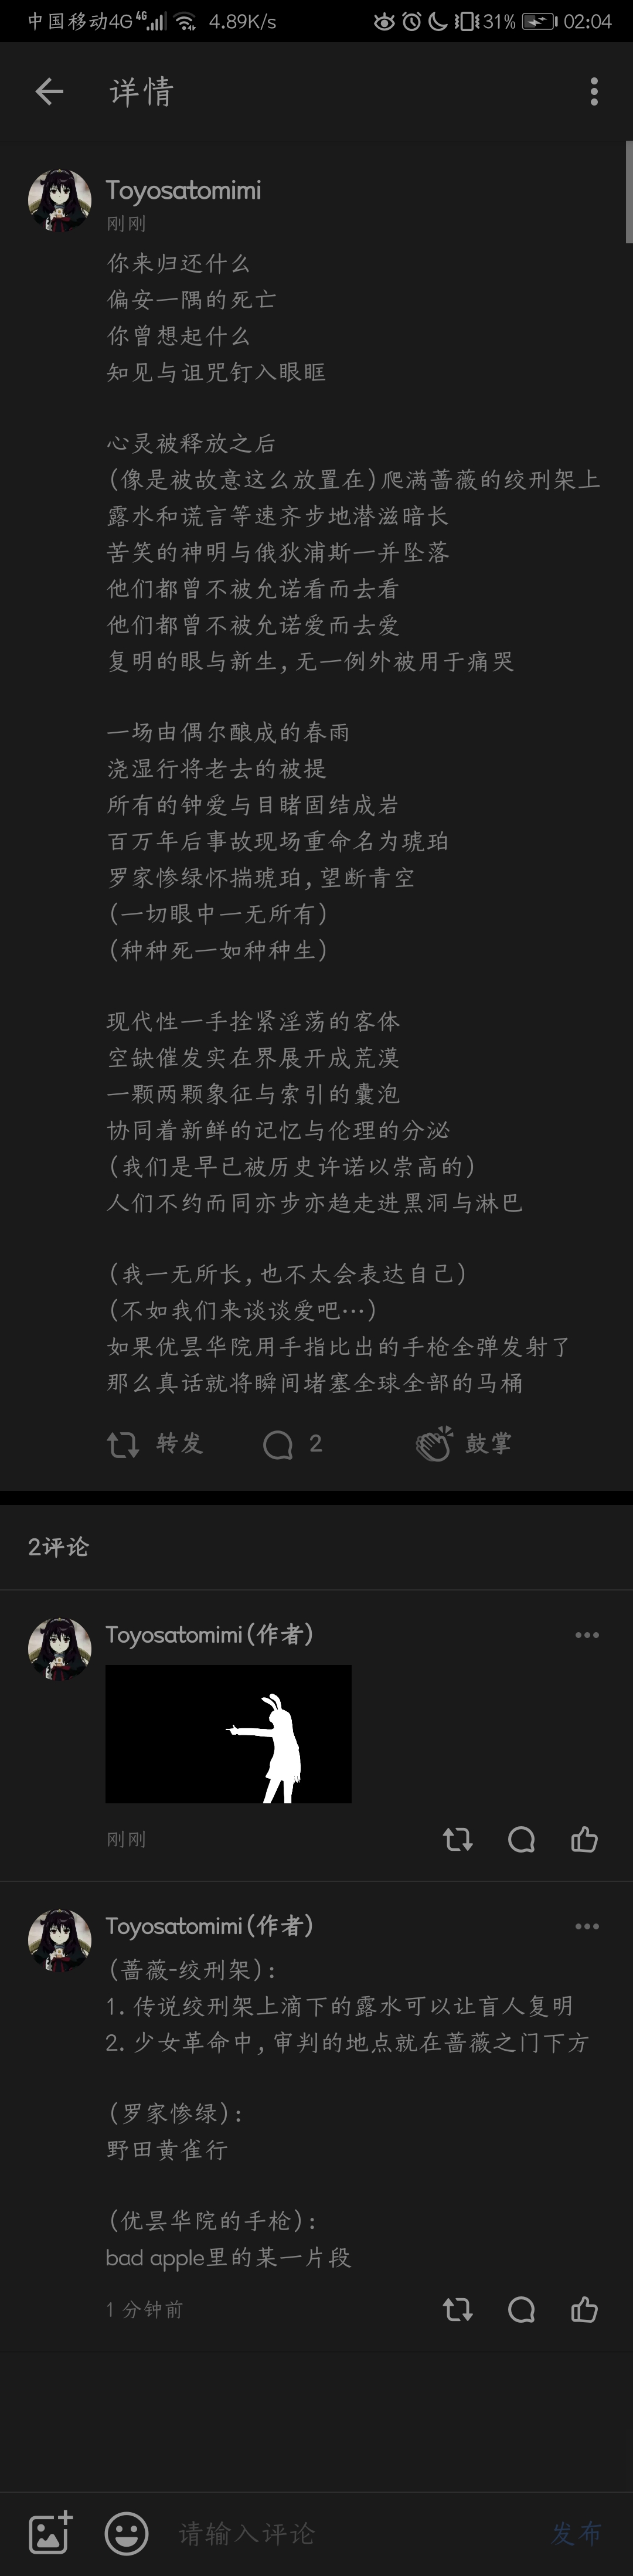 中国移动4G 4G 4.89K/s 31% 02:04
详情
Toyosatomimi
刚刚
你来归还什么
偏安一隅的死亡
你曾想起什么
知见与诅咒钉入眼眶
心灵被释放之后
(像是被故意这么放置在)爬满蔷薇的绞刑架上
露水和谎言等速齐步地潜滋暗长
苦笑的神明与俄狄浦斯一并坠落
他们都曾不被允诺看而去看
他们都曾不被允诺爱而去爱
复明的眼与新生,无一例外被用于痛哭
一场由偶尔酿成的春雨
浇湿行将老去的被提
所有的钟爱与目睹固结成岩
百万年后事故现场重命名为琥珀
罗家惨绿怀揣琥珀,望断青空
(一切眼中一无所有)
(种种死一如种种生)
现代性一手拴紧淫荡的客体
空缺催发实在界展开成荒漠
一颗两颗象征与索引的囊泡
协同着新鲜的记忆与伦理的分泌
(我们是早已被历史许诺以崇高的)
人们不约而同亦步亦趋走进黑洞与淋巴
(我一无所长,也不太会表达自己)
(不如我们来谈谈爱吧…)
如果优昙华院用手指比出的手枪全弹发射了
那么真话就将瞬间堵塞全球全部的马桶
转发 2 鼓掌
2评论
Toyosatomimi(作者)
刚刚
Toyosatomimi(作者)
(蔷薇-绞刑架):
1. 传说绞刑架上滴下的露水可以让盲人复明
2. 少女革命中,审判的地点就在蔷薇之门下方
(罗家惨绿):
野田黄雀行
(优昙华院的手枪):
bad apple里的某一片段
1 分钟前
请输入评论 发布